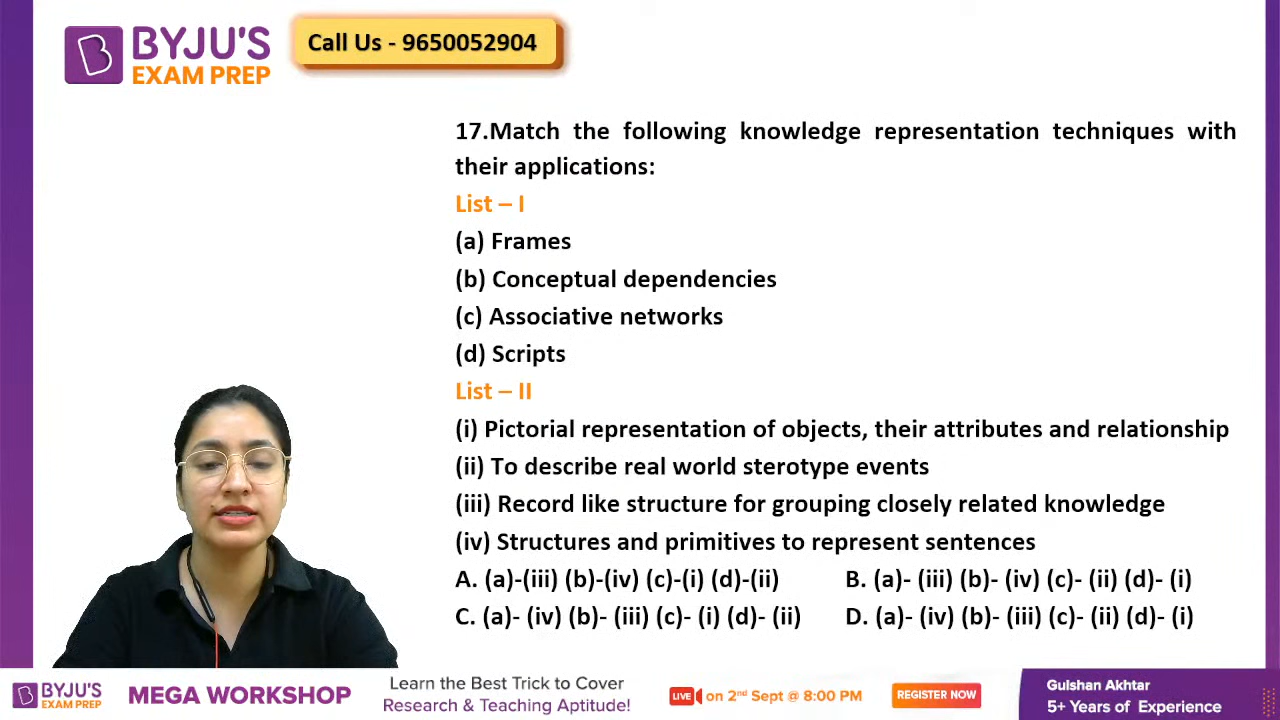 BYJU'S
EXAM PREP
Call Us - 9650052904
17.Match the following knowledge representation techniques with
their applications:
List – I
(a) Frames
(b) Conceptual dependencies
(c) Associative networks
(d) Scripts
List – II
(i) Pictorial representation of objects, their attributes and relationship
(ii) To describe real world sterotype events
(iii) Record like structure for grouping closely related knowledge
(iv) Structures and primitives to represent sentences
A. (a)-(iii) (b)-(iv) (c)-(i) (d)-(ii) B. (a)- (iii) (b)- (iv) (c)- (ii) (d)- (i)
C. (a)- (iv) (b)- (iii) (c)- (i) (d)- (ii) D. (a)- (iv) (b)- (iii) (c)- (ii) (d)- (i)
BYJU'S
EXAM PREP
MEGA WORKSHOP
Learn the Best Trick to Cover
Research & Teaching Aptitude!
LIVE on 2nd Sept @ 8:00 PM
REGISTER NOW
Gulshan Akhtar
5+ Years of Experience